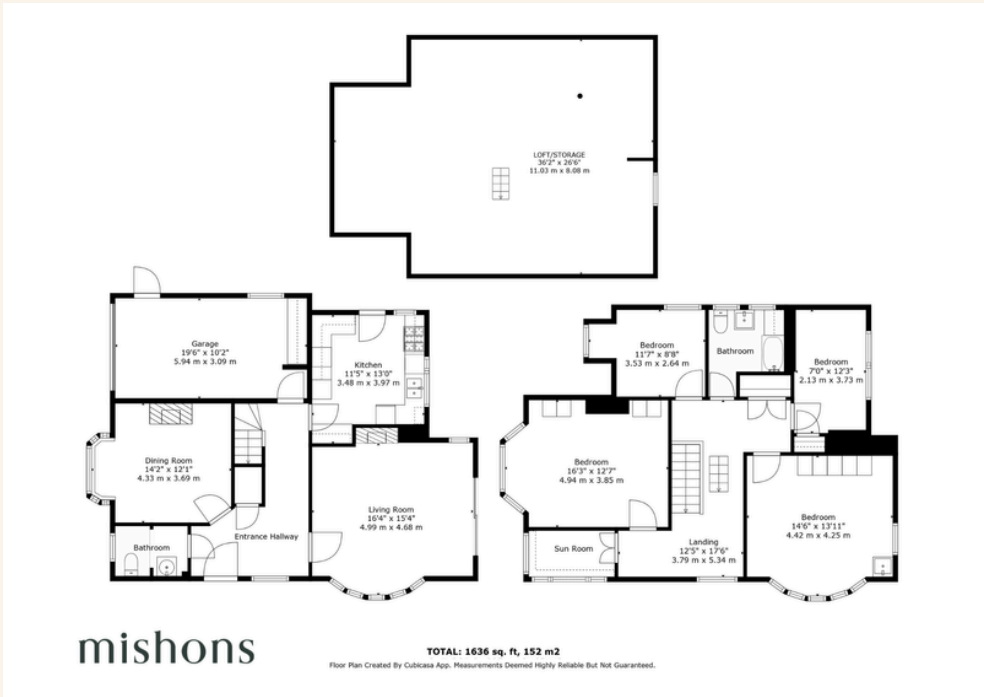 LOFT/STORAGE
36'2" x 26'6"
11.03 m x 8.08 m
Garage
19'6" x 10'2"
5.94 m x 3.09 m
Kitchen
11'5" x 13'0"
3.48 m x 3.97 m
Dining Room
14'2" x 12'1"
4.33 m x 3.69 m
Living Room
16'4" x 15'4"
4.99 m x 4.68 m
Bathroom
Entrance Hallway
Bedroom
11'7" x 8'8"
3.53 m x 2.64 m
Bathroom
Bedroom
7'0" x 12'3"
2.13 m x 3.73 m
Bedroom
16'3" x 12'7"
4.94 m x 3.85 m
Bedroom
14'6" x 13'11"
4.42 m x 4.25 m
Sun Room
Landing
12'5" x 17'6"
3.79 m x 5.34 m
mishons
TOTAL: 1636 sq. ft, 152 m2
Floor Plan Created By Cubicasa App. Measurements Deemed Highly Reliable But Not Guaranteed.